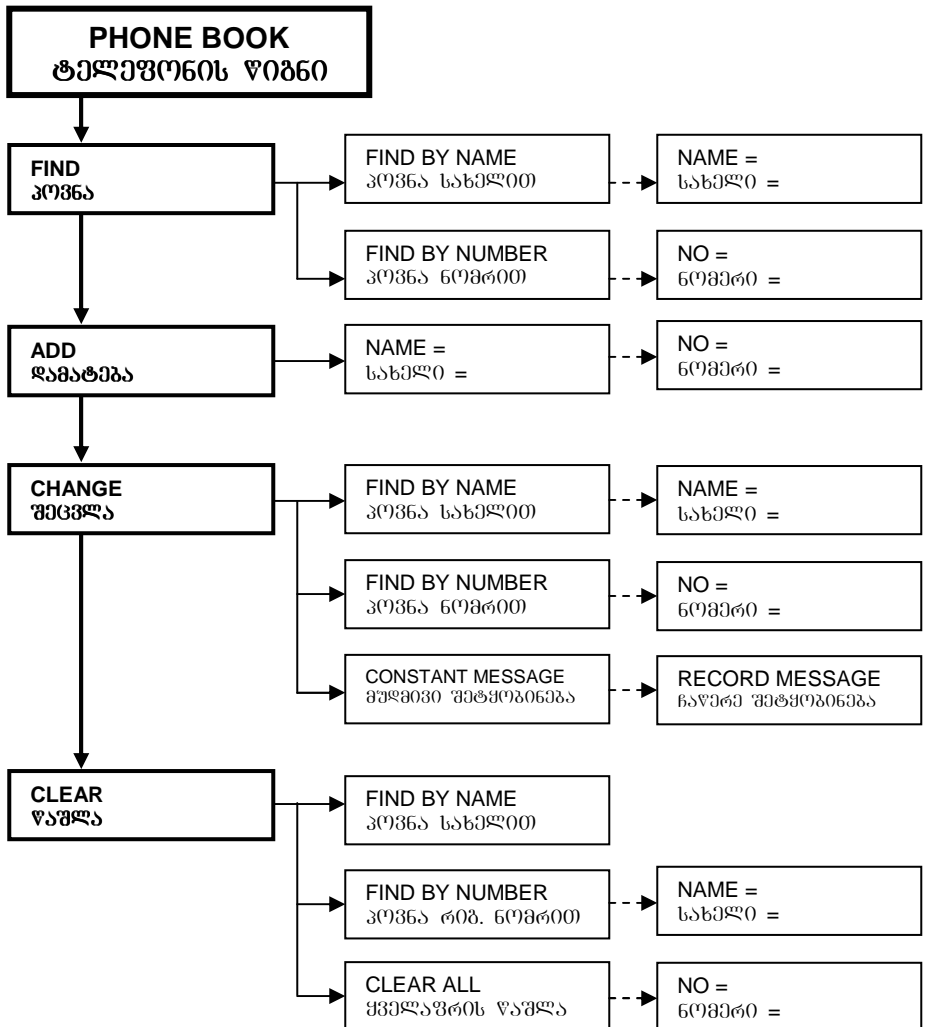 PHONE BOOK
ტელეფონის წიგნი
FIND
პოვნა
FIND BY NAME
პოვნა სახელით
NAME =
სახელი =
FIND BY NUMBER
პოვნა ნომრით
NO =
ნომერი =
ADD
დამატება
NAME =
სახელი =
NO =
ნომერი =
CHANGE
შეცვლა
FIND BY NAME
პოვნა სახელით
NAME =
სახელი =
FIND BY NUMBER
პოვნა ნომრით
NO =
ნომერი =
CONSTANT MESSAGE
მუდმივი შეტყობინება
RECORD MESSAGE
ჩაწერე შეტყობინება
CLEAR
წაშლა
FIND BY NAME
პოვნა სახელით
FIND BY NUMBER
პოვნა რიგ. ნომრით
NAME =
სახელი =
CLEAR ALL
ყველაფრის წაშლა
NO =
ნომერი =